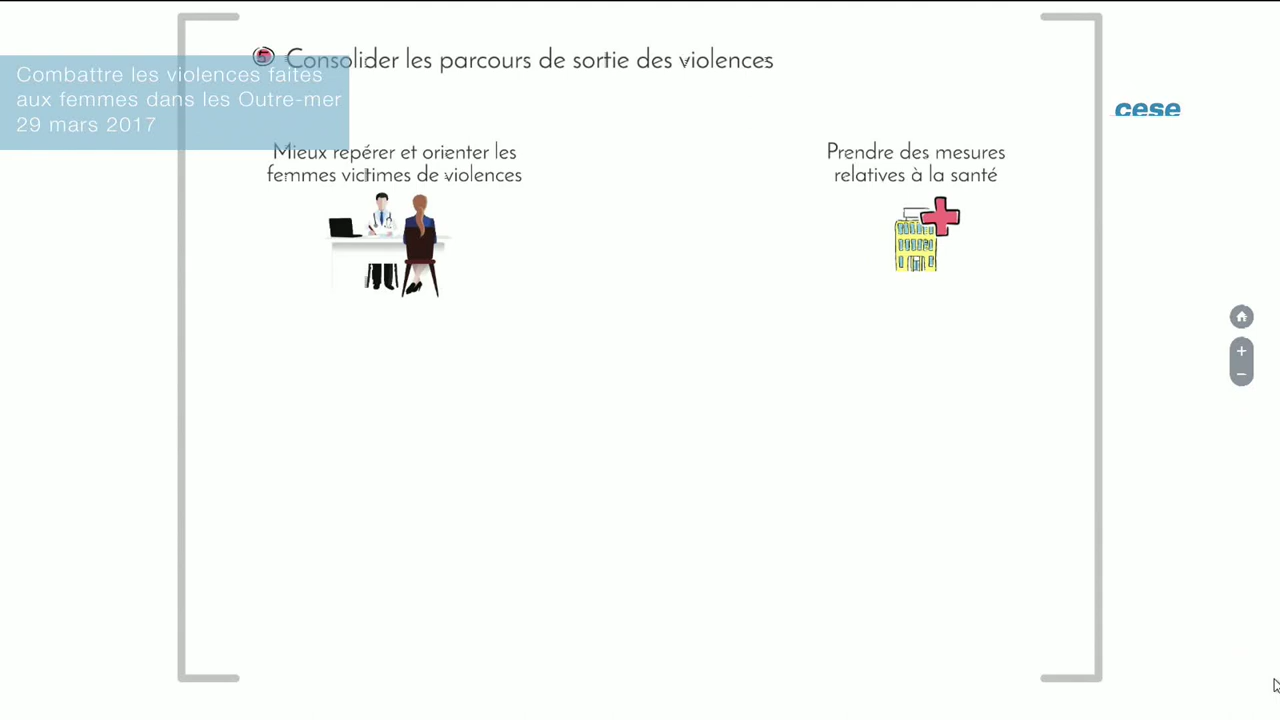 5 Consolider les parcours de sortie des violences
Combattre les violences faites
aux femmes dans les Outre-mer
29 mars 2017
cese
Mieux repérer et orienter les
femmes victimes de violences
Prendre des mesures
relatives à la santé